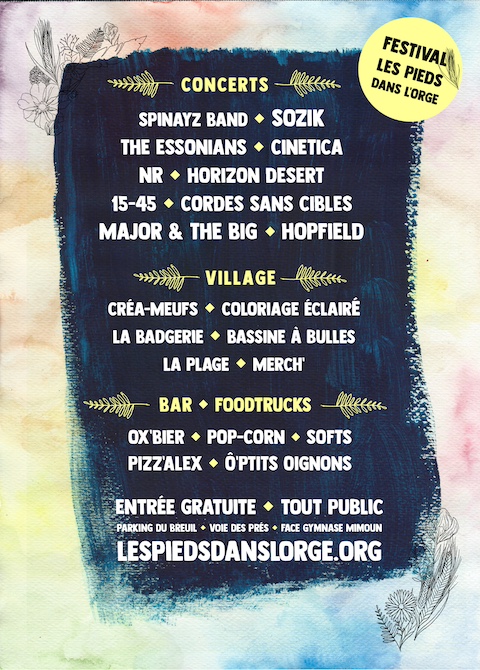 FESTIVAL
LES PIEDS
DANS L'ORGE
CONCERTS
SPINAYZ BAND ◆ SOZIK
THE ESSONIANS ◆ CINETICA
NR ◆ HORIZON DESERT
15-45 ◆ CORDES SANS CIBLES
MAJOR & THE BIG ◆ HOPFIELD
VILLAGE
CRÉA-MEUFS ◆ COLORIAGE ÉCLAIRÉ
LA BADGERIE ◆ BASSINE À BULLES
LA PLAGE ◆ MERCH'
BAR ◆ FOODTRUCKS
OX'BIER ◆ POP-CORN ◆ SOFTS
PIZZ'ALEX ◆ Ô'PTITS OIGNONS
ENTRÉE GRATUITE ◆ TOUT PUBLIC
PARKING DU BREUIL ◆ VOIE DES PRÉS ◆ FACE GYMNASE MIMOUN
LESPIEDSDANSLORGE.ORG